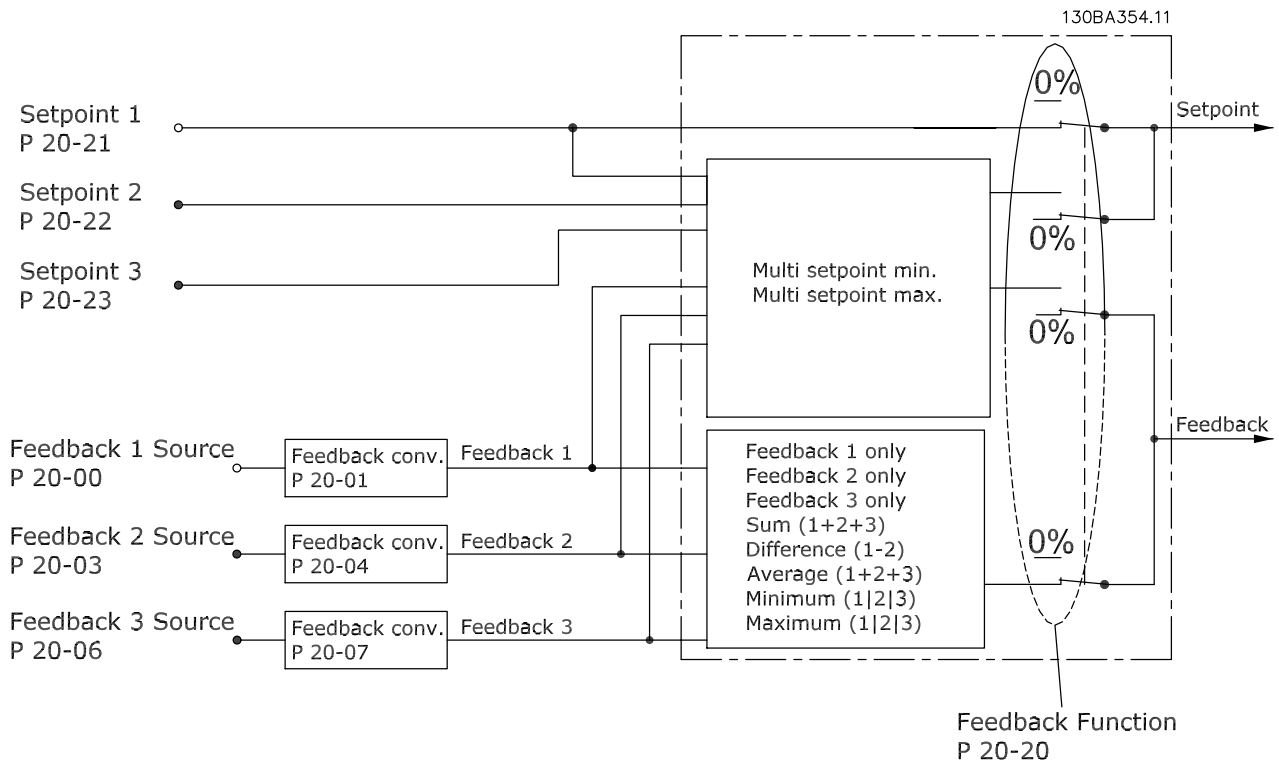 130BA354.11
0%
Setpoint 1
P 20-21
Setpoint
Setpoint 2
P 20-22
0%
Setpoint 3
P 20-23
Multi setpoint min.
Multi setpoint max.
0%
Feedback 1 Source
P 20-00
Feedback conv.
P 20-01
Feedback 1
Feedback
Feedback 2 Source
P 20-03
Feedback conv.
P 20-04
Feedback 2
Feedback 3 Source
P 20-06
Feedback conv.
P 20-07
Feedback 3
Feedback 1 only
Feedback 2 only
Feedback 3 only
Sum (1+2+3)
Difference (1-2)
Average (1+2+3)
Minimum (1|2|3)
Maximum (1|2|3)
0%
Feedback Function
P 20-20